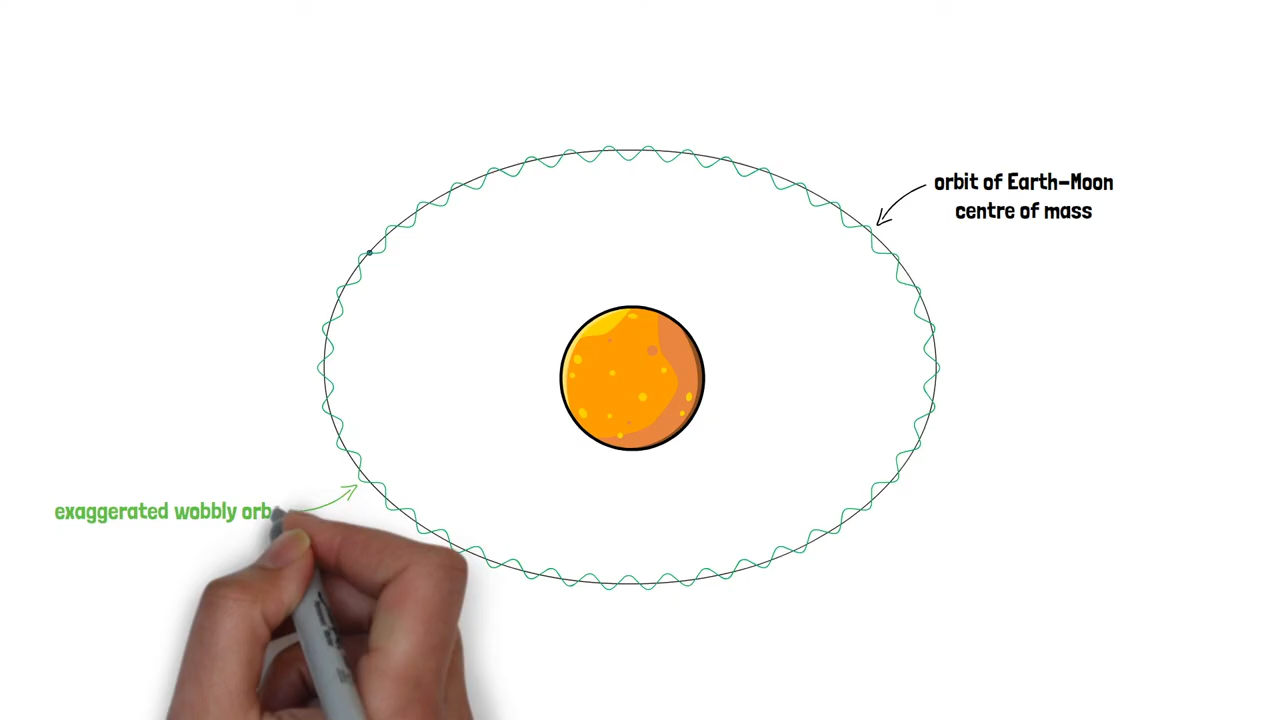 orbit of Earth-Moon
centre of mass
exaggerated wobbly orb